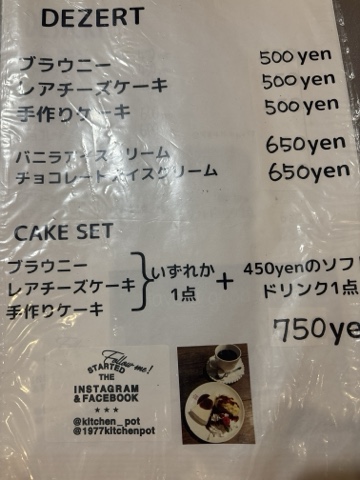 DEZERT
ブラウニー 500yen
レアチーズケーキ 500yen
手作りケーキ 500yen
バニラアイスクリーム 650yen
チョコレートアイスクリーム 650yen
CAKE SET
ブラウニー
レアチーズケーキ
手作りケーキ
いずれか
1点
+
450yenのソフ
ドリンク1点
750ye
Follow me!
STARTED
THE
INSTAGRAM
& FACEBOOK
★★★
@kitchen_pot
@1977kitchenpot